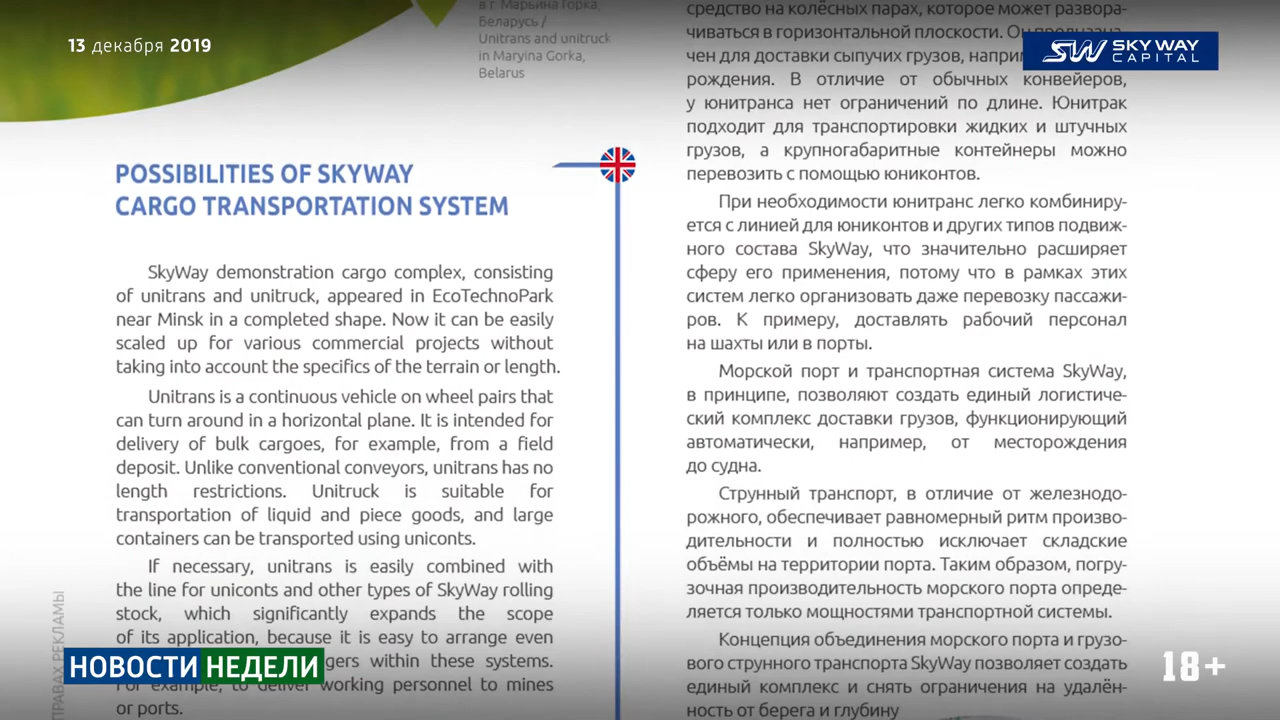 13 декабря 2019
в г. Марьина Горка,
Беларусь /
Unitrans and unitruck
in Maryina Gorka,
Belarus
SW SKY WAY
CAPITAL
POSSIBILITIES OF SKYWAY
CARGO TRANSPORTATION SYSTEM
SkyWay demonstration cargo complex, consisting
of unitrans and unitruck, appeared in EcoTechnoPark
near Minsk in a completed shape. Now it can be easily
scaled up for various commercial projects without
taking into account the specifics of the terrain or length.
Unitrans is a continuous vehicle on wheel pairs that
can turn around in a horizontal plane. It is intended for
delivery of bulk cargoes, for example, from a field
deposit. Unlike conventional conveyors, unitrans has no
length restrictions. Unitruck is suitable for
transportation of liquid and piece goods, and large
containers can be transported using uniconts.
If necessary, unitrans is easily combined with
the line for uniconts and other types of SkyWay rolling
stock, which significantly expands the scope
of its application, because it is easy to arrange even
gers within these systems.
For example, to deliver working personnel to mines
or ports.
средство на колёсных парах, которое может развора-
чиваться в горизонтальной плоскости. Он
чен для доставки сыпучих грузов,
рождения. В отличие от обычных конвейеров,
у юнитранса нет ограничений по длине. Юнитрак
подходит для транспортировки жидких и штучных
грузов, а крупногабаритные контейнеры можно
перевозить с помощью юниконтов.
При необходимости юнитранс легко комбиниру-
ется с линией для юниконтов и других типов подвиж-
ного состава SkyWay, что значительно расширяет
сферу его применения, потому что в рамках этих
систем легко организовать даже перевозку пассажи-
ров. К примеру, доставлять рабочий персонал
на шахты или в порты.
Морской порт и транспортная система SkyWay,
в принципе, позволяют создать единый логистиче-
ский комплекс доставки грузов, функционирующий
автоматически, например, от месторождения
до судна.
Струнный транспорт, в отличие от железнодо-
рожного, обеспечивает равномерный ритм произво-
дительности и полностью исключает складские
объёмы на территории порта. Таким образом, погру-
зочная производительность морского порта опреде-
ляется только мощностями транспортной системы.
Концепция объединения морского порта и грузо-
вого струнного транспорта SkyWay позволяет создать
единый комплекс и снять ограничения на удалён-
ность от берега и глубину
ПРАВАХ РЕКЛАМЫ
НОВОСТИ НЕДЕЛИ
18+